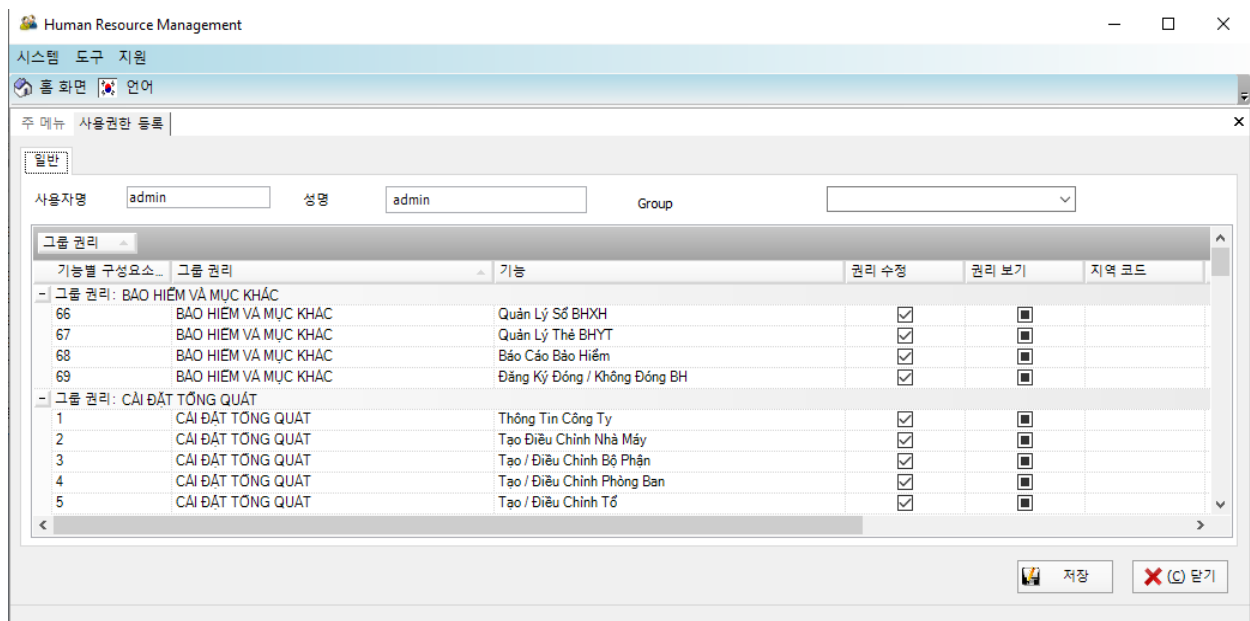 Human Resource Management
시스템 도구 지원
홈 화면 언어
주 메뉴 사용권한 등록
일반
사용자명 admin 성명 admin Group
그룹 권리
기능별 구성요소... 그룹 권리 기능 권리 수정 권리 보기 지역 코드
그룹 권리: BẢO HIỂM VÀ MỤC KHÁC
66 BẢO HIỂM VÀ MỤC KHÁC Quản Lý Sổ BHXH
67 BẢO HIỂM VÀ MỤC KHÁC Quản Lý Thẻ BHYT
68 BẢO HIỂM VÀ MỤC KHÁC Báo Cáo Bảo Hiểm
69 BẢO HIỂM VÀ MỤC KHÁC Đăng Ký Đóng / Không Đóng BH
그룹 권리: CÀI ĐẶT TỔNG QUÁT
1 CÀI ĐẶT TỔNG QUÁT Thông Tin Công Ty
2 CÀI ĐẶT TỔNG QUÁT Tạo Điều Chỉnh Nhà Máy
3 CÀI ĐẶT TỔNG QUÁT Tạo / Điều Chỉnh Bộ Phận
4 CÀI ĐẶT TỔNG QUÁT Tạo / Điều Chỉnh Phòng Ban
5 CÀI ĐẶT TỔNG QUÁT Tạo / Điều Chỉnh Tổ
저장 (C) 닫기